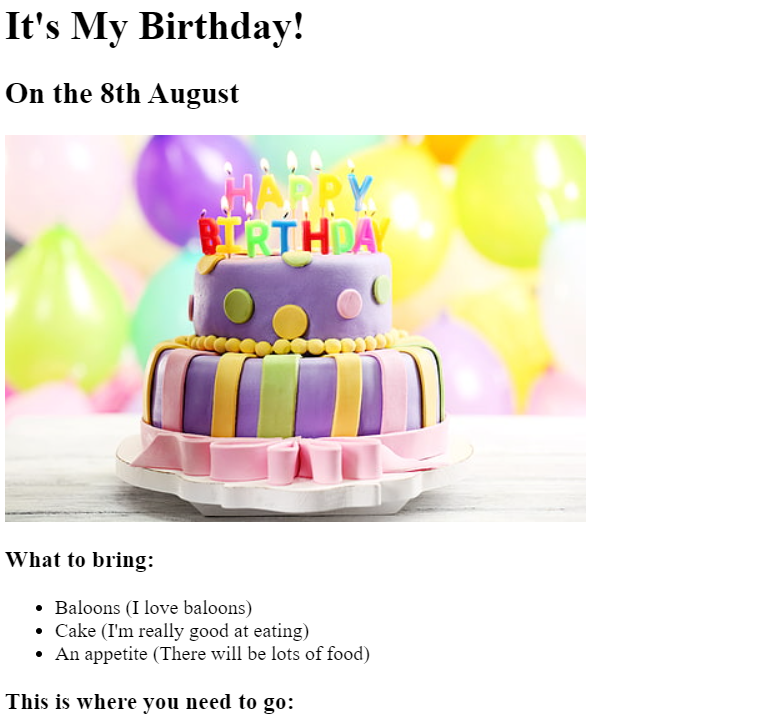 It's My Birthday!
On the 8th August
HAPPY
BIRTHDAY
What to bring:
Baloons (I love baloons)
Cake (I'm really good at eating)
An appetite (There will be lots of food)
This is where you need to go: